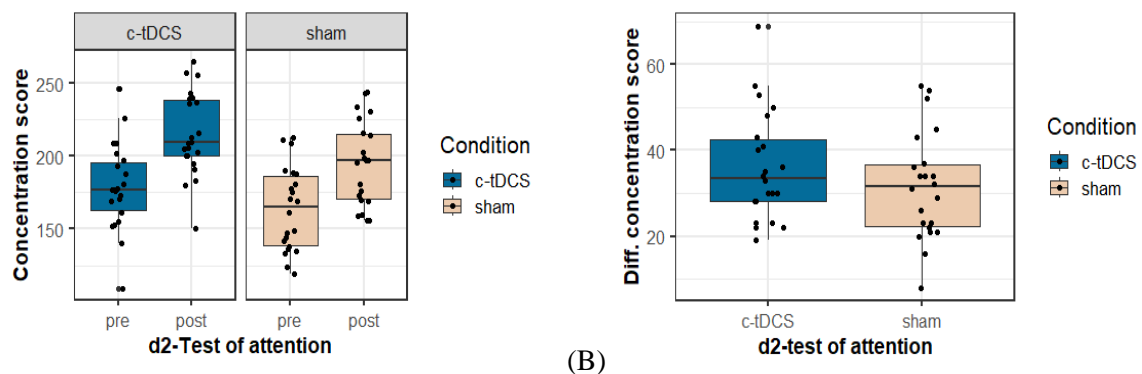 c-tDCS sham
Concentration score
250
200
150
pre post pre post
d2-Test of attention
Condition
c-tDCS
sham
(B)
Diff. concentration score
60
40
20
c-tDCS sham
d2-test of attention
Condition
c-tDCS
sham